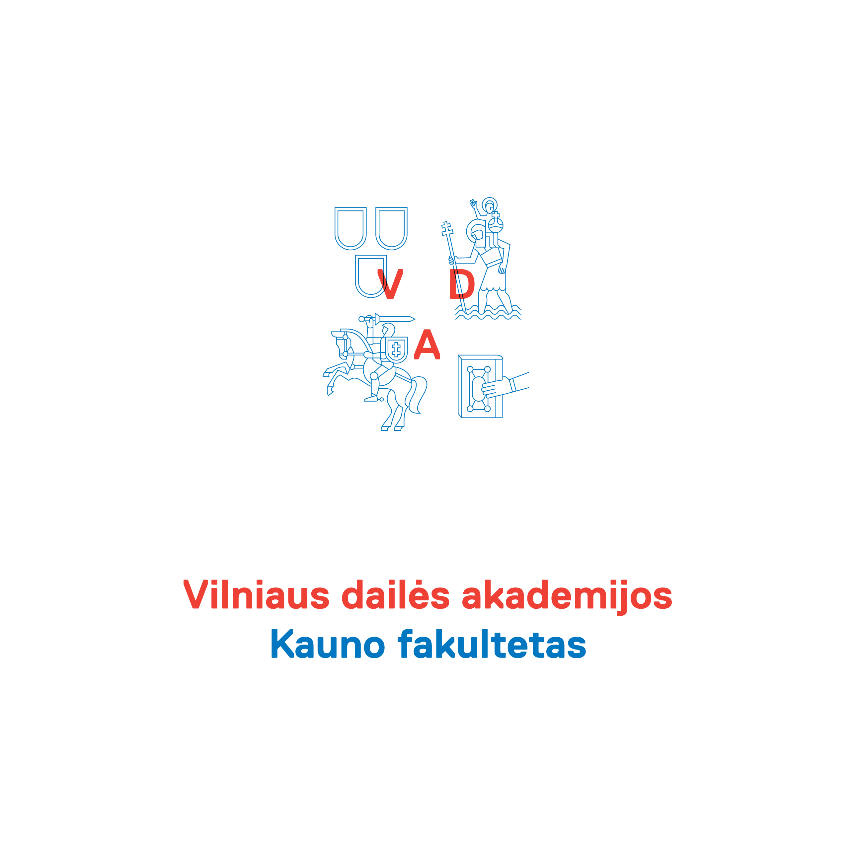 V D
A
Vilniaus dailės akademijos
Kauno fakultetas